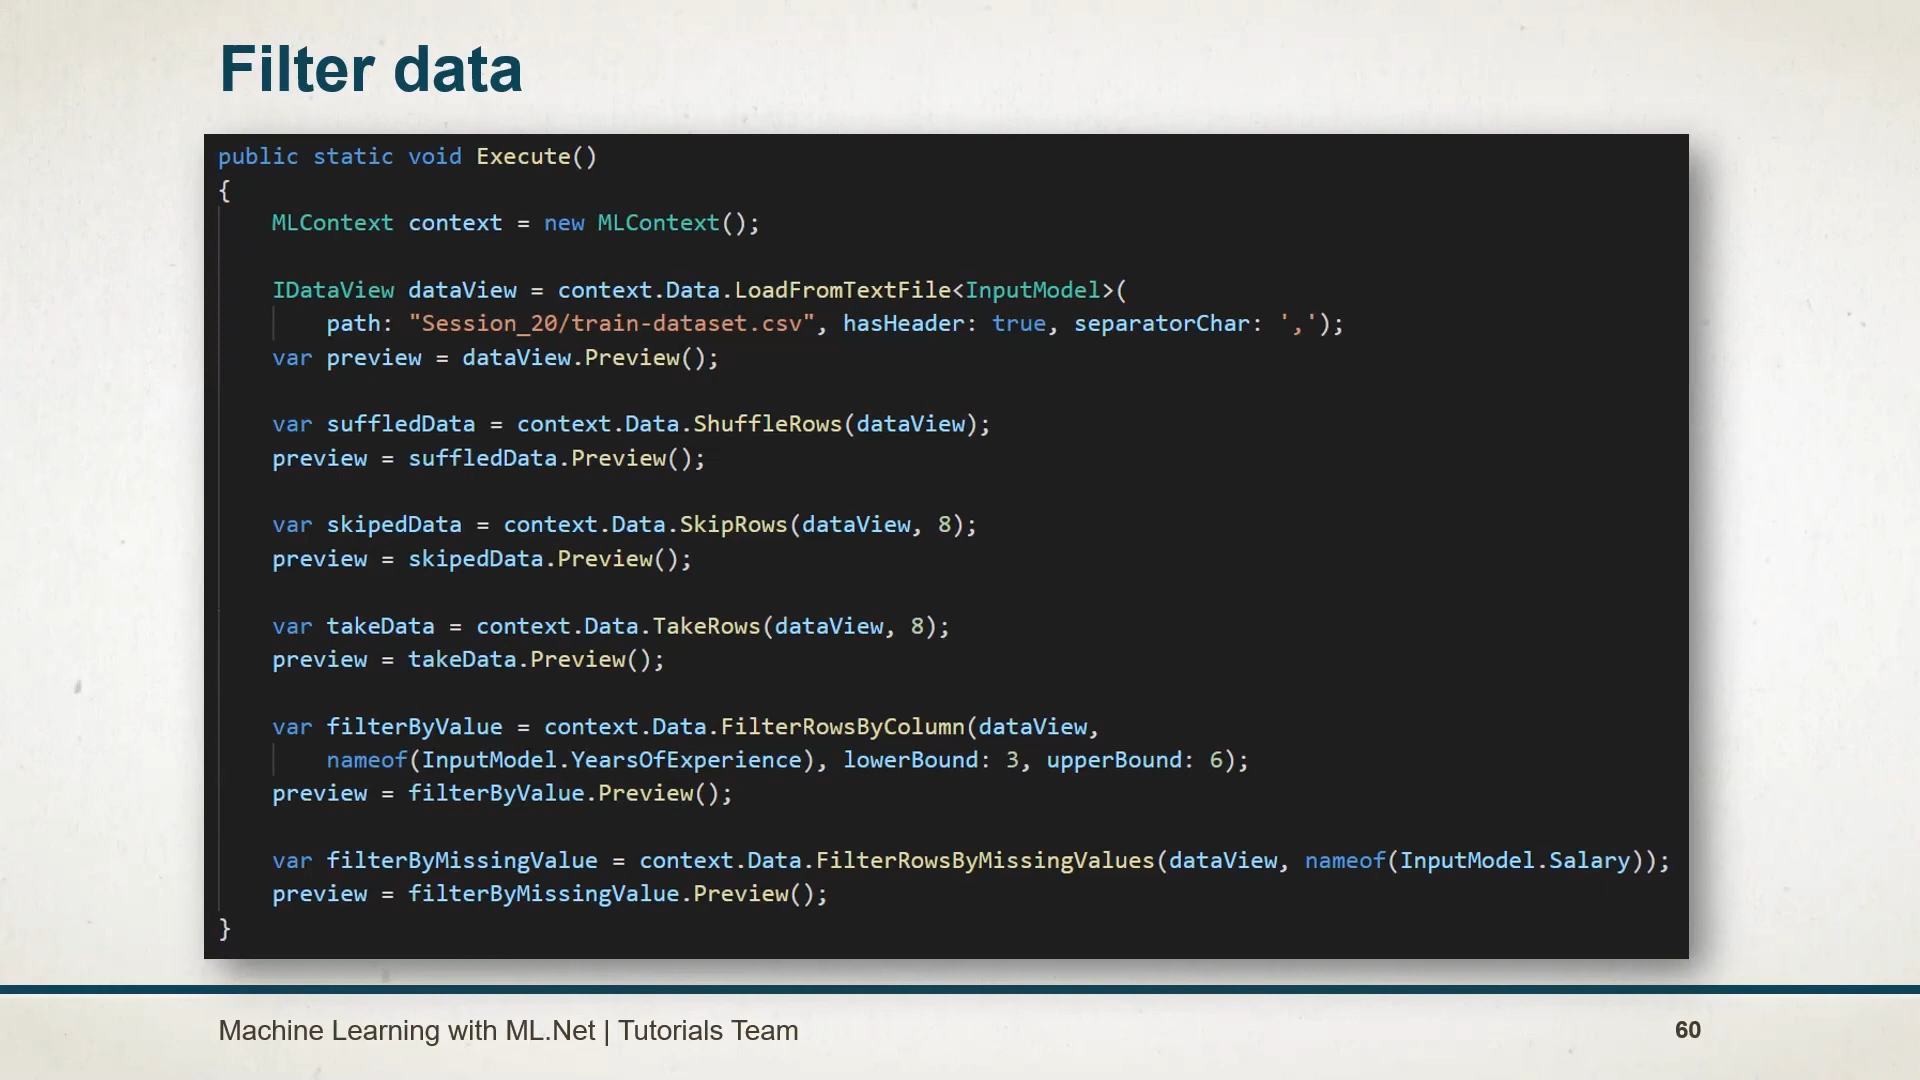 Filter data
public static void Execute()
{
MLContext context = new MLContext();
IDataView dataView = context.Data.LoadFromTextFile<InputModel>(
path: "Session_20/train-dataset.csv", hasHeader: true, separatorChar: ',');
var preview = dataView.Preview();
var suffledData = context.Data.ShuffleRows(dataView);
preview = suffledData.Preview();
var skipedData = context.Data.SkipRows(dataView, 8);
preview = skipedData.Preview();
var takeData = context.Data.TakeRows(dataView, 8);
preview = takeData.Preview();
var filterByValue = context.Data.FilterRowsByColumn(dataView,
nameof(InputModel.YearsOfExperience), lowerBound: 3, upperBound: 6);
preview = filterByValue.Preview();
var filterByMissingValue = context.Data.FilterRowsByMissingValues(dataView, nameof(InputModel.Salary));
preview = filterByMissingValue.Preview();
}
Machine Learning with ML.Net | Tutorials Team
60